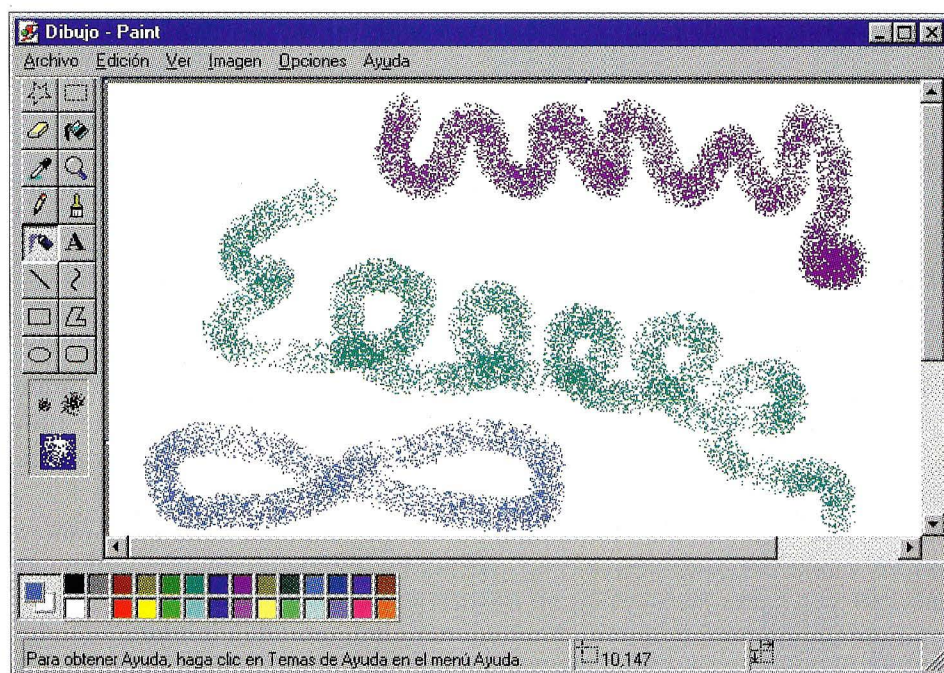 Dibujo - Paint
Archivo Edición Ver Imagen Opciones Ayuda
A
Para obtener Ayuda, haga clic en Temas de Ayuda en el menú Ayuda. 10,147